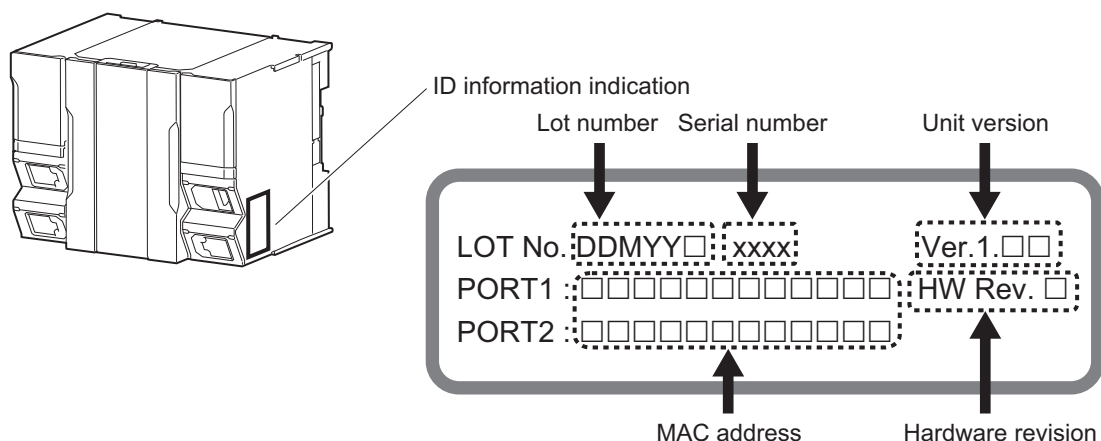 ID information indication
Lot number Serial number Unit version
LOT No. DDMYY□ xxxx Ver.1.□□
PORT1 : □□□□□□□□□□□□ HW Rev. □
PORT2 : □□□□□□□□□□□□
MAC address Hardware revision